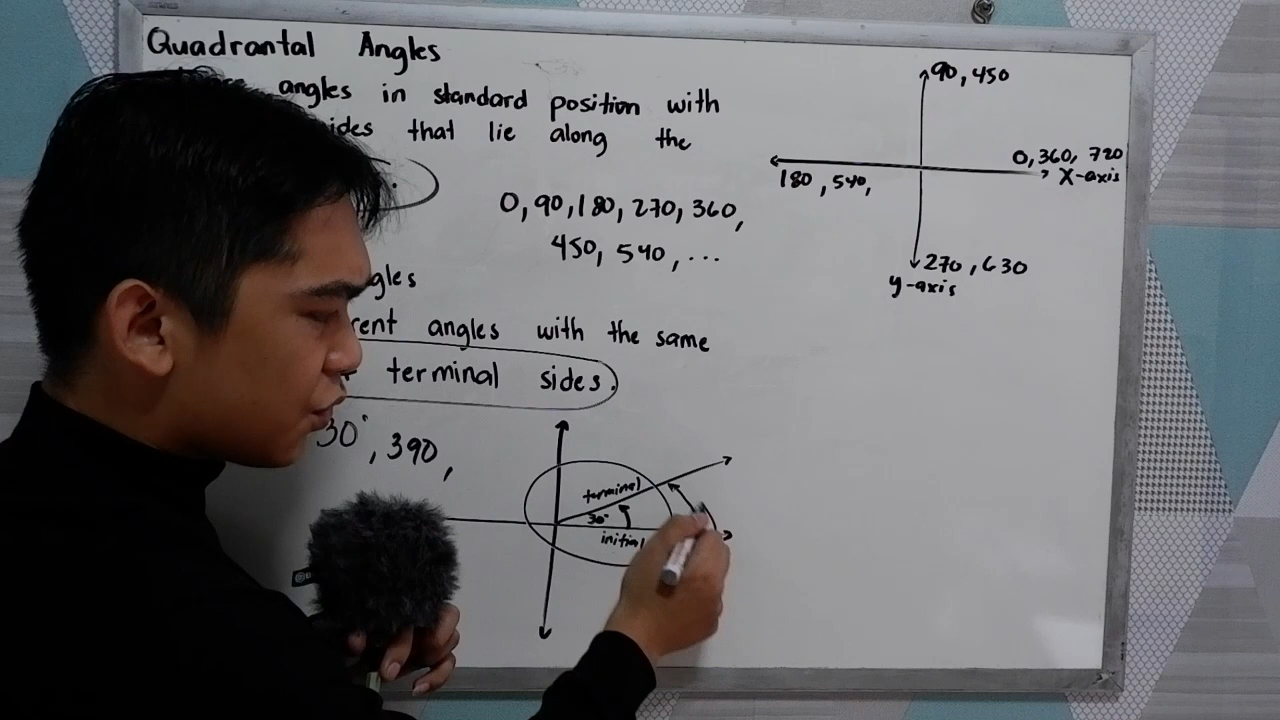 Quadrantal Angles
angles in standard position with
sides that lie along the
0, 90, 180, 270, 360,
450, 540, ...
gles
rent angles with the same
terminal sides.
30°, 390,
terminal
30°
initial
90, 450
0, 360, 720
X-axis
180, 540,
270, 630
y-axis